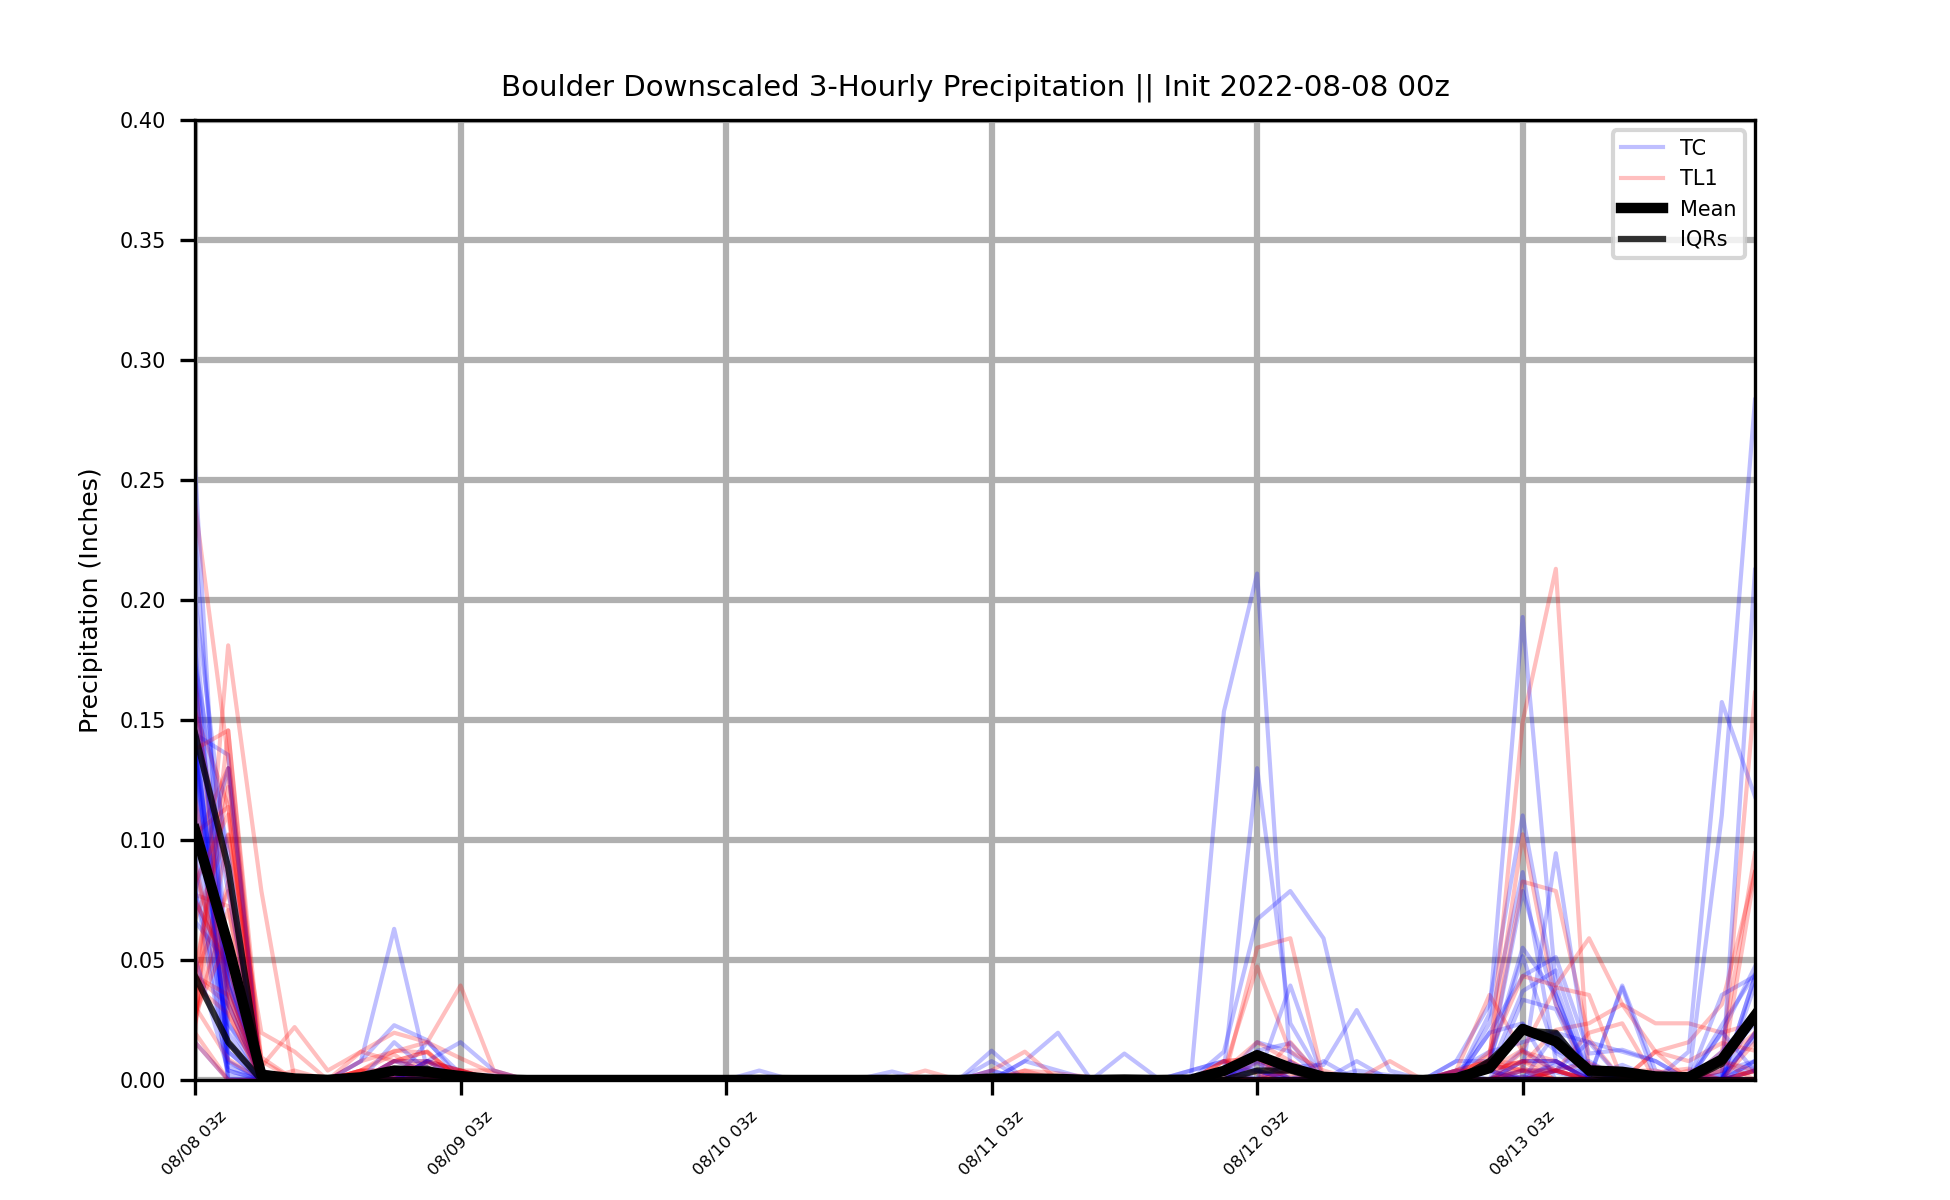 Boulder Downscaled 3-Hourly Precipitation || Init 2022-08-08 00z
TC
TL1
Mean
IQRs
Precipitation (Inches)
0.40
0.35
0.30
0.25
0.20
0.15
0.10
0.05
0.00
08/08 03z
08/09 03z
08/10 03z
08/11 03z
08/12 03z
08/13 03z